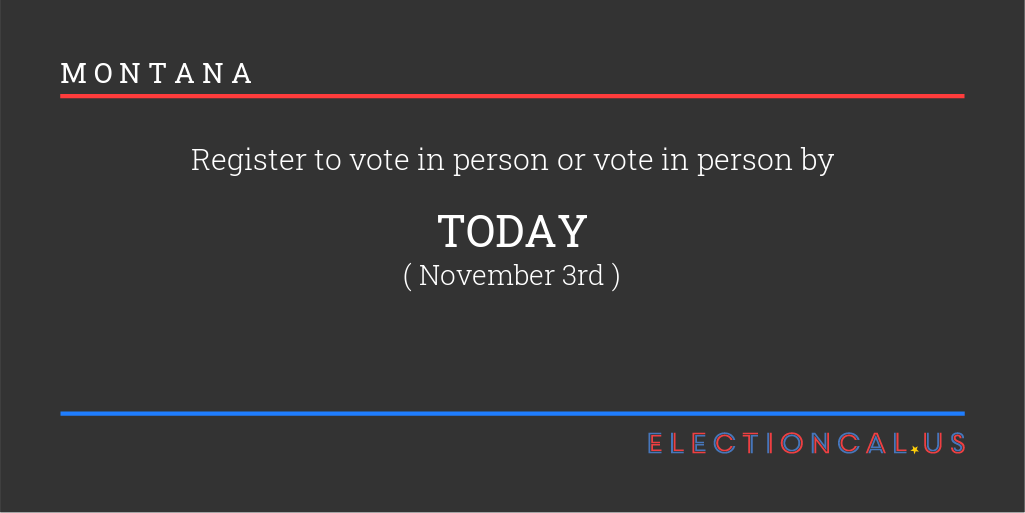 MONTANA
Register to vote in person or vote in person by
TODAY
( November 3rd )
ELECTIONCAL.US